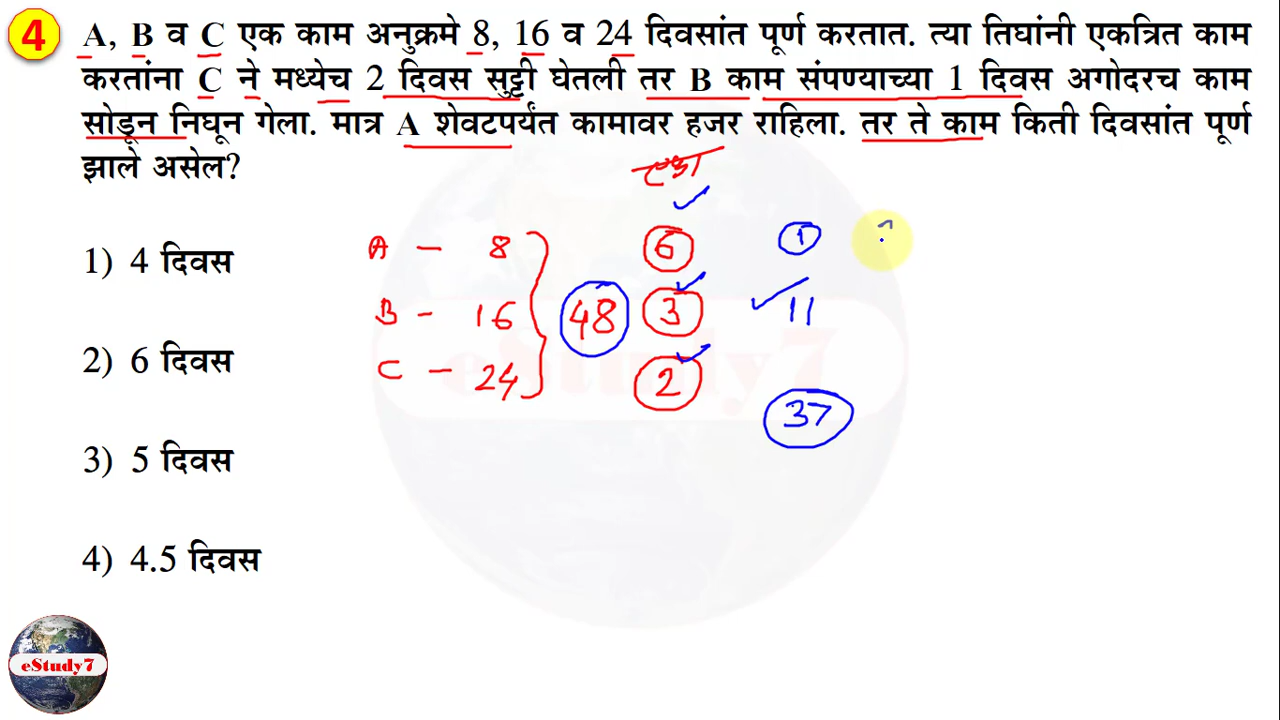 4 A, B व C एक काम अनुक्रमे 8, 16 व 24 दिवसांत पूर्ण करतात. त्या तिघांनी एकत्रित काम
करतांना C ने मध्येच 2 दिवस सुट्टी घेतली तर B काम संपण्याच्या 1 दिवस अगोदरच काम
सोडून निघून गेला. मात्र A शेवटपर्यंत कामावर हजर राहिला. तर ते काम किती दिवसांत पूर्ण
झाले असेल?
A – 8 6 1
1) 4 दिवस
B – 16 48 3 11
2) 6 दिवस
C – 24 2
37
3) 5 दिवस
4) 4.5 दिवस
eStudy7
eStudy7